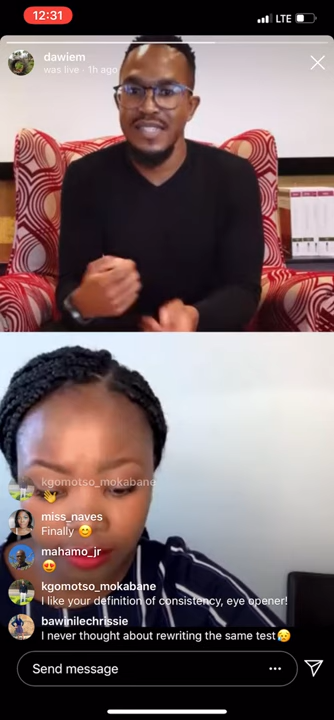 12:31
LTE
dawiem
was live · 1h ago
kgomotso_mokabane
👋
miss_naves
Finally 😊
mahamo_jr
😍
kgomotso_mokabane
I like your definition of consistency, eye opener!
bawinilechrissie
I never thought about rewriting the same test😥
Send message